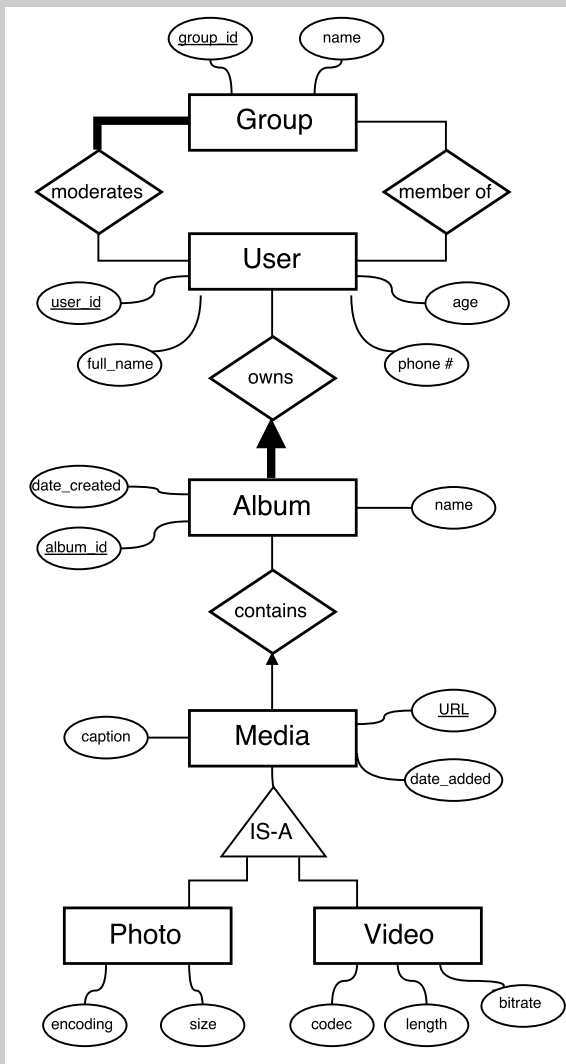 group_id
name
Group
moderates
member of
User
user_id
age
full_name
phone #
owns
date_created
Album
name
album_id
contains
URL
caption
Media
date_added
IS-A
Photo
Video
bitrate
encoding
size
codec
length